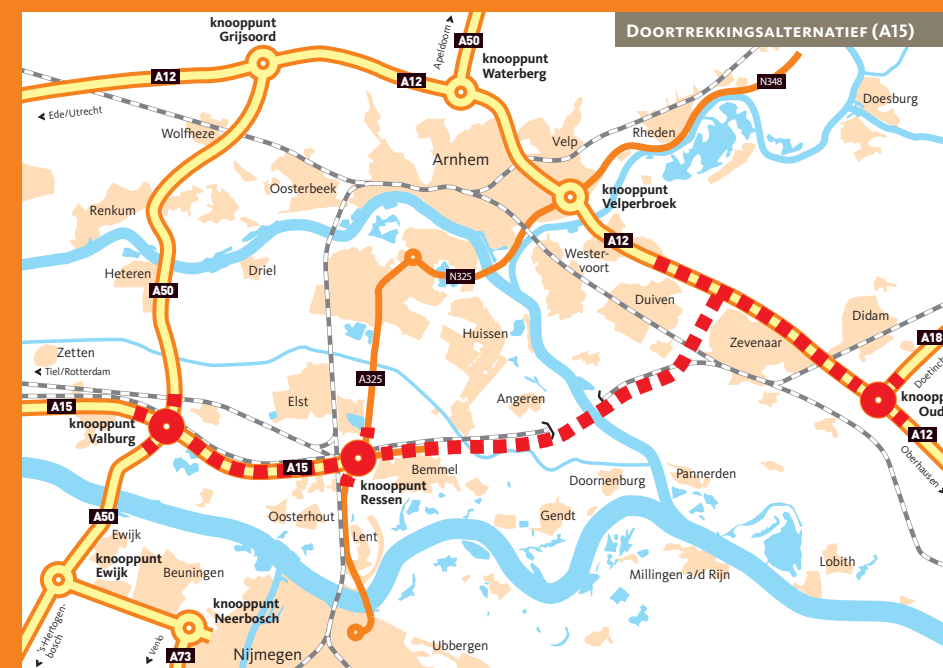 DOORTREKKINGSALTERNATIEF (A15)
knooppunt
Grijsoord
Apeldoorn
A50
knooppunt
Waterberg
A12
A12
N348
Ede/Utrecht
Doesburg
Wolfheze
Velp
Rheden
Arnhem
Oosterbeek
knooppunt
Velperbroek
Renkum
A12
Wester-
voort
Heteren
Driel
N325
A50
Duiven
Didam
Huissen
Zevenaar
A18
Zetten
Tiel/Rotterdam
A325
Elst
Angeren
A15
knooppunt
Valburg
A12
A15
Bemmel
knooppunt
Ressen
Oberhausen
Doornenburg
Pannerden
A50
Oosterhout
Gendt
Ewijk
Lent
knooppunt
Ewijk
Beuningen
Millingen a/d Rijn
Lobith
knooppunt
Neerbosch
's-Hertogen-
bosch
Venlo
A73
Nijmegen
Ubbergen